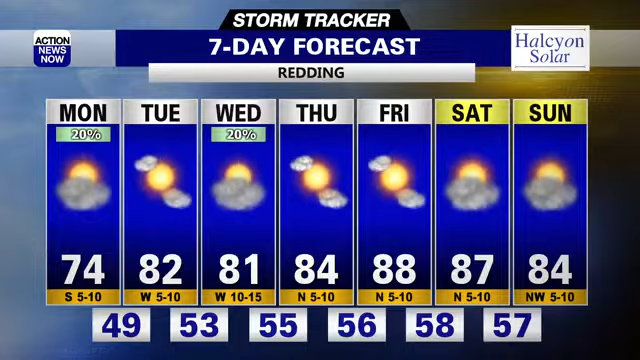 STORM TRACKER
7-DAY FORECAST
REDDING
ACTION
NEWS
NOW
Halcyon
Solar
MON TUE WED THU FRI SAT SUN
20% 20%
74 82 81 84 88 87 84
S 5-10 W 5-10 W 10-15 N 5-10 N 5-10 N 5-10 NW 5-10
49 53 55 56 58 57